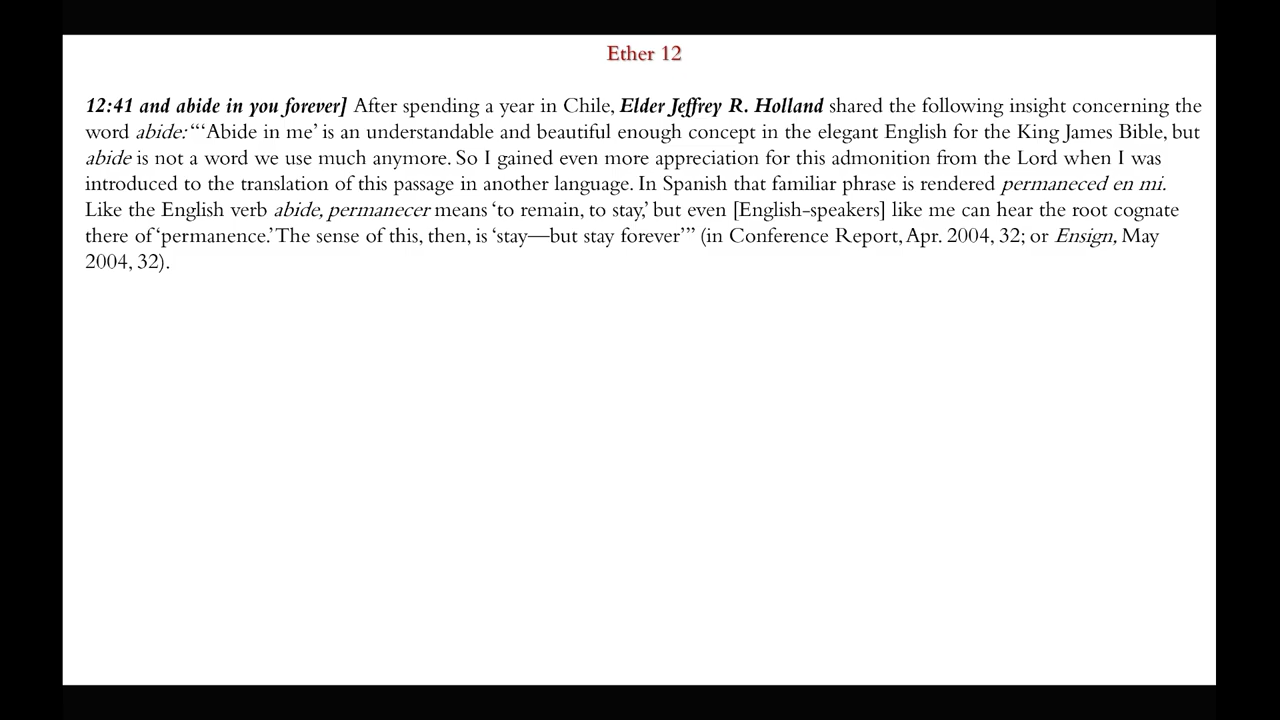 Ether 12
12:41 and abide in you forever] After spending a year in Chile, Elder Jeffrey R. Holland shared the following insight concerning the
word abide: “‘Abide in me’ is an understandable and beautiful enough concept in the elegant English for the King James Bible, but
abide is not a word we use much anymore. So I gained even more appreciation for this admonition from the Lord when I was
introduced to the translation of this passage in another language. In Spanish that familiar phrase is rendered permaneced en mi.
Like the English verb abide, permanecer means ‘to remain, to stay,’ but even [English-speakers] like me can hear the root cognate
there of ‘permanence.’ The sense of this, then, is ‘stay—but stay forever’” (in Conference Report, Apr. 2004, 32; or Ensign, May
2004, 32).